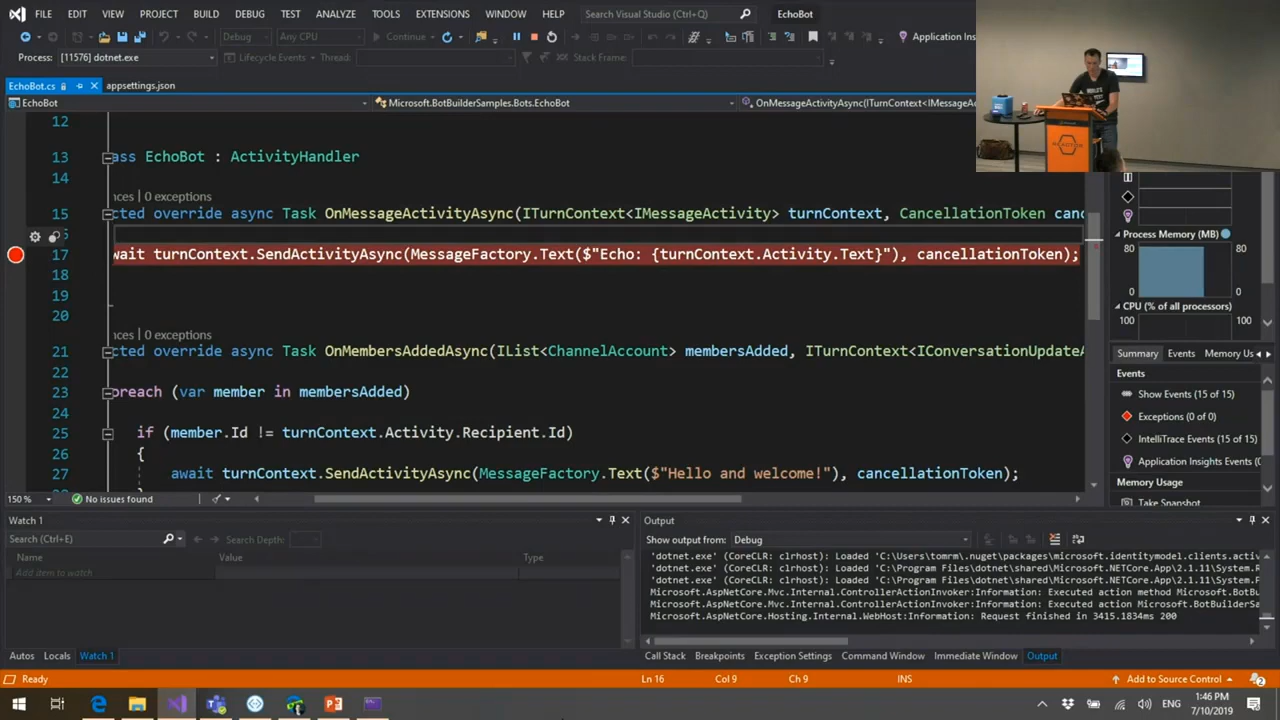 FILE EDIT VIEW PROJECT BUILD DEBUG TEST ANALYZE TOOLS EXTENSIONS WINDOW HELP Search Visual Studio (Ctrl+Q) EchoBot
Debug Any CPU Continue Application Ins
Process: [11576] dotnet.exe Lifecycle Events Thread: Stack Frame:
EchoBot.cs appsettings.json
EchoBot Microsoft.BotBuilderSamples.Bots.EchoBot OnMessageActivityAsync(ITurnContext<IMessageA
12
13 ass EchoBot : ActivityHandler
14
nces | 0 exceptions
15 cted override async Task OnMessageActivityAsync(ITurnContext<IMessageActivity> turnContext, CancellationToken canc
17 wait turnContext.SendActivityAsync(MessageFactory.Text($"Echo: {turnContext.Activity.Text}"), cancellationToken);
18
19
20
nces | 0 exceptions
21 cted override async Task OnMembersAddedAsync(IList<ChannelAccount> membersAdded, ITurnContext<IConversationUpdateA
22
23 oreach (var member in membersAdded)
24
25 if (member.Id != turnContext.Activity.Recipient.Id)
26 {
27 await turnContext.SendActivityAsync(MessageFactory.Text($"Hello and welcome!"), cancellationToken);
150 % No issues found
Process Memory (MB)
80 80
0 0
CPU (% of all processors)
100 100
Summary Events Memory Us
Events
Show Events (15 of 15)
Exceptions (0 of 0)
IntelliTrace Events (15 of 15)
Application Insights Events (0
Memory Usage
Take Snapshot
Watch 1
Search (Ctrl+E) Search Depth:
Name Value Type
Add item to watch
Autos Locals Watch 1
Output
Show output from: Debug
'dotnet.exe' (CoreCLR: clrhost): Loaded 'C:\Users\tomrm.\nuget\packages\microsoft.identitymodel.clients.activ
'dotnet.exe' (CoreCLR: clrhost): Loaded 'C:\Program Files\dotnet\shared\Microsoft.NETCore.App\2.1.11\System.R
'dotnet.exe' (CoreCLR: clrhost): Loaded 'C:\Program Files\dotnet\shared\Microsoft.NETCore.App\2.1.11\System.P
Microsoft.AspNetCore.Mvc.Internal.ControllerActionInvoker:Information: Executed action method Microsoft.BotBu
Microsoft.AspNetCore.Mvc.Internal.ControllerActionInvoker:Information: Executed action Microsoft.BotBuilderSa
Microsoft.AspNetCore.Hosting.Internal.WebHost:Information: Request finished in 3415.1834ms 200
Call Stack Breakpoints Exception Settings Command Window Immediate Window Output
Ready Ln 16 Col 9 Ch 9 INS Add to Source Control 2
ENG 1:46 PM
7/10/2019
REACTOR